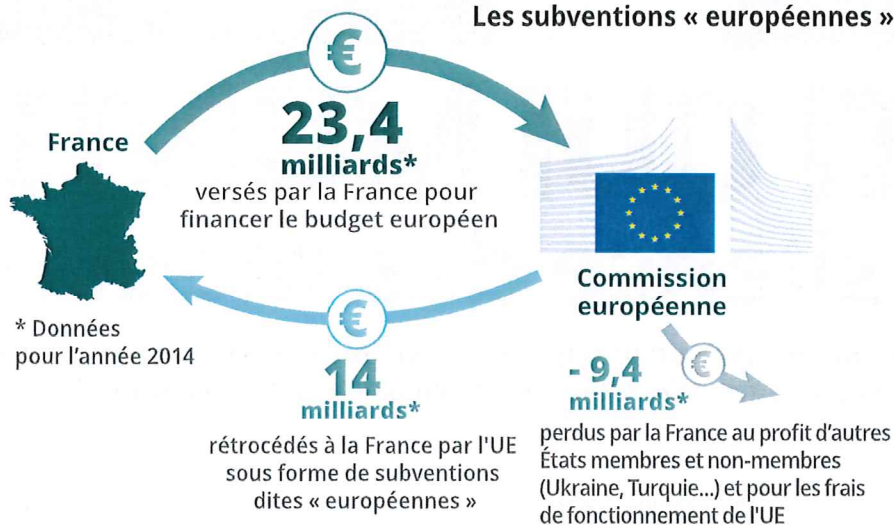 Les subventions « européennes »
€
23,4
milliards*
versés par la France pour
financer le budget européen
France
Commission
européenne
* Données
pour l'année 2014
€
14
milliards*
rétrocédés à la France par l'UE
sous forme de subventions
dites « européennes »
€
- 9,4
milliards*
perdus par la France au profit d'autres
États membres et non-membres
(Ukraine, Turquie...) et pour les frais
de fonctionnement de l'UE